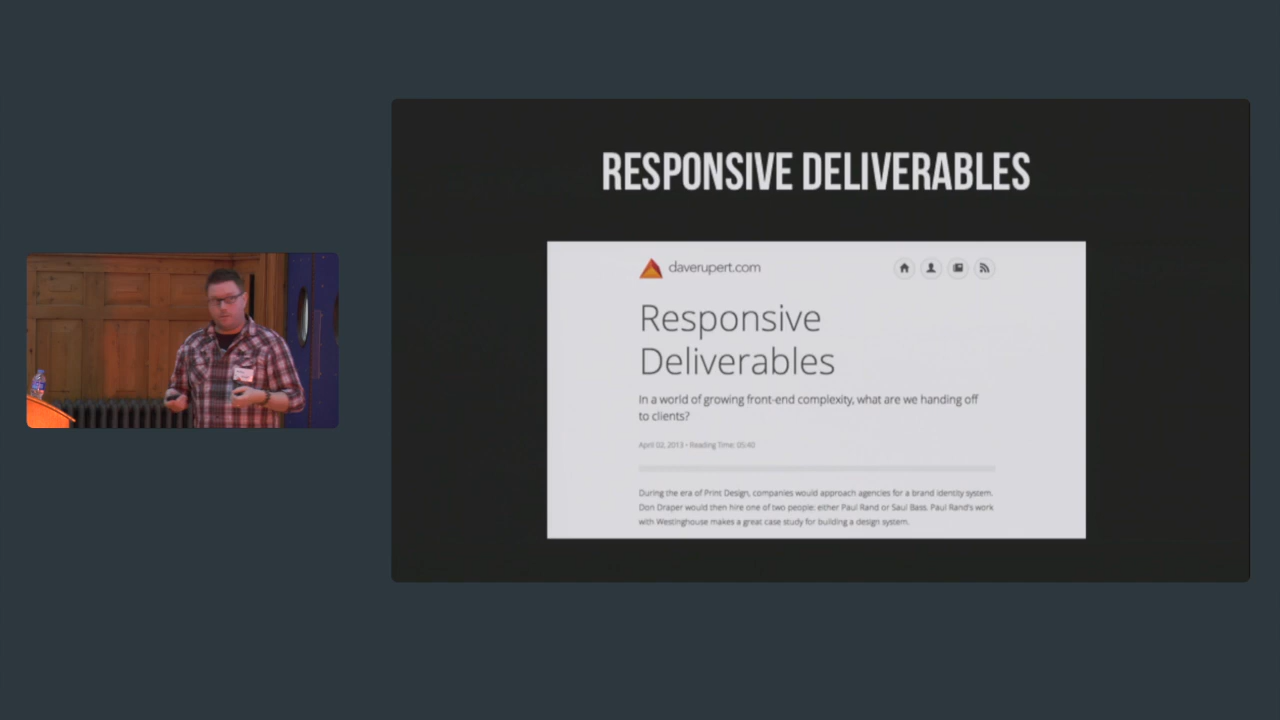 RESPONSIVE DELIVERABLES
daverupert.com
Responsive
Deliverables
In a world of growing front-end complexity, what are we handing off
to clients?
April 02, 2013 • Reading Time: 05:40
During the era of Print Design, companies would approach agencies for a brand identity system.
Don Draper would then hire one of two people: either Paul Rand or Saul Bass. Paul Rand's work
with Westinghouse makes a great case study for building a design system.